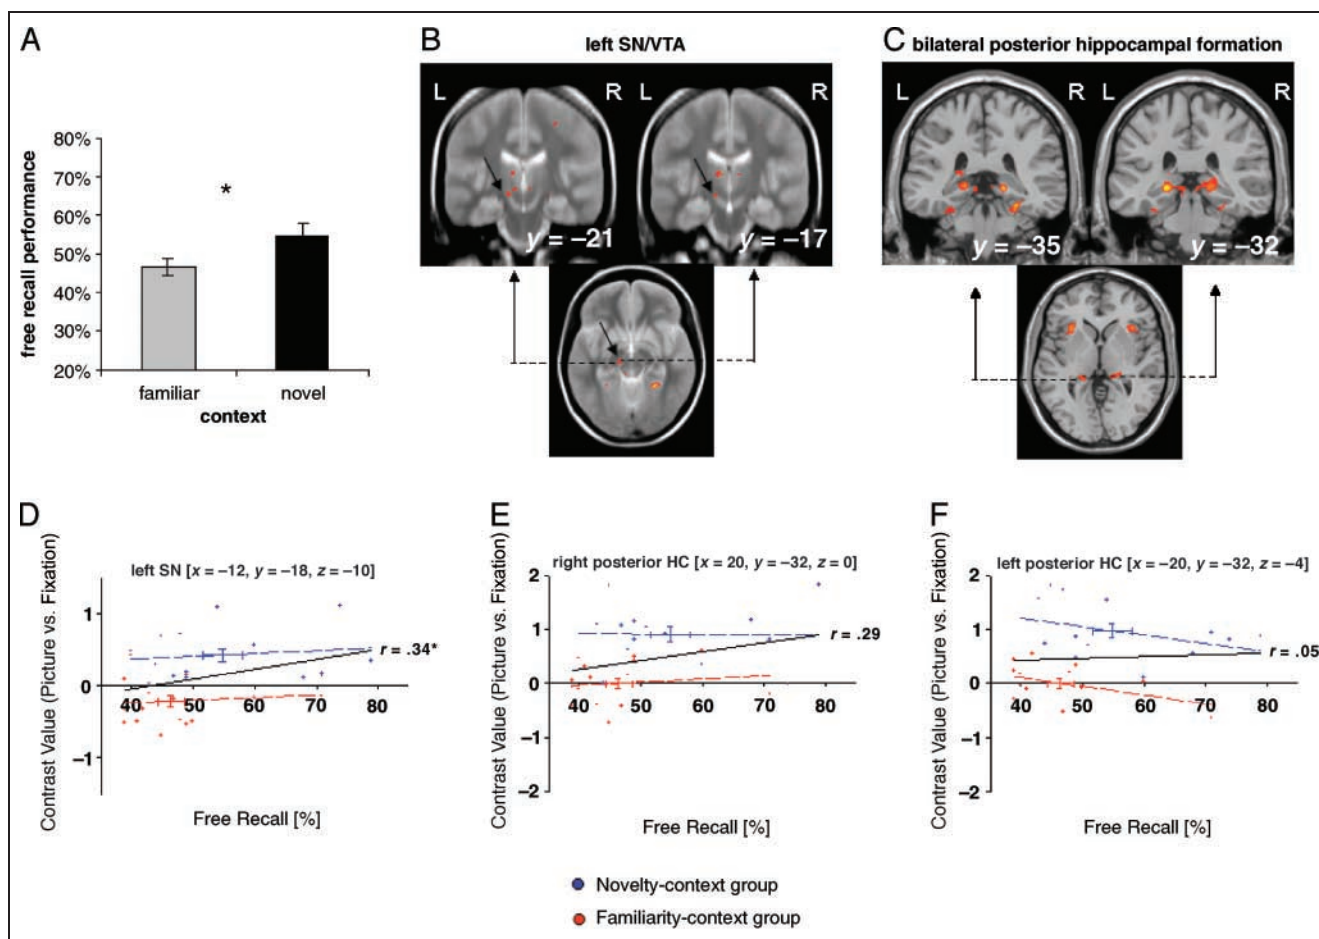 A
free recall performance
80%
70%
60%
50%
40%
30%
20%
*
familiar
novel
context
B
left SN/VTA
L
R
L
R
y = –21
y = –17
C
bilateral posterior hippocampal formation
L
R
L
R
y = –35
y = –32
D
Contrast Value (Picture vs. Fixation)
left SN [x = –12, y = –18, z = –10]
1
0
–1
40
50
60
70
80
r = .34*
Free Recall [%]
E
Contrast Value (Picture vs. Fixation)
right posterior HC [x = 20, y = –32, z = 0]
2
1
0
–1
–2
40
50
60
70
80
r = .29
Free Recall [%]
F
Contrast Value (Picture vs. Fixation)
left posterior HC [x = –20, y = –32, z = –4]
2
1
0
–1
–2
40
50
60
70
80
r = .05
Free Recall [%]
Novelty-context group
Familiarity-context group